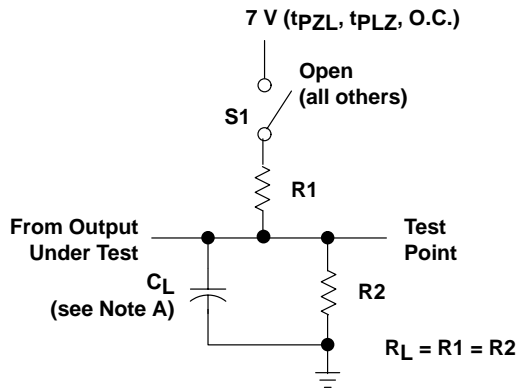 7 V (tPZL, tPLZ, O.C.)
Open
(all others)
S1
R1
From Output
Under Test
Test
Point
CL
(see Note A)
R2
RL = R1 = R2